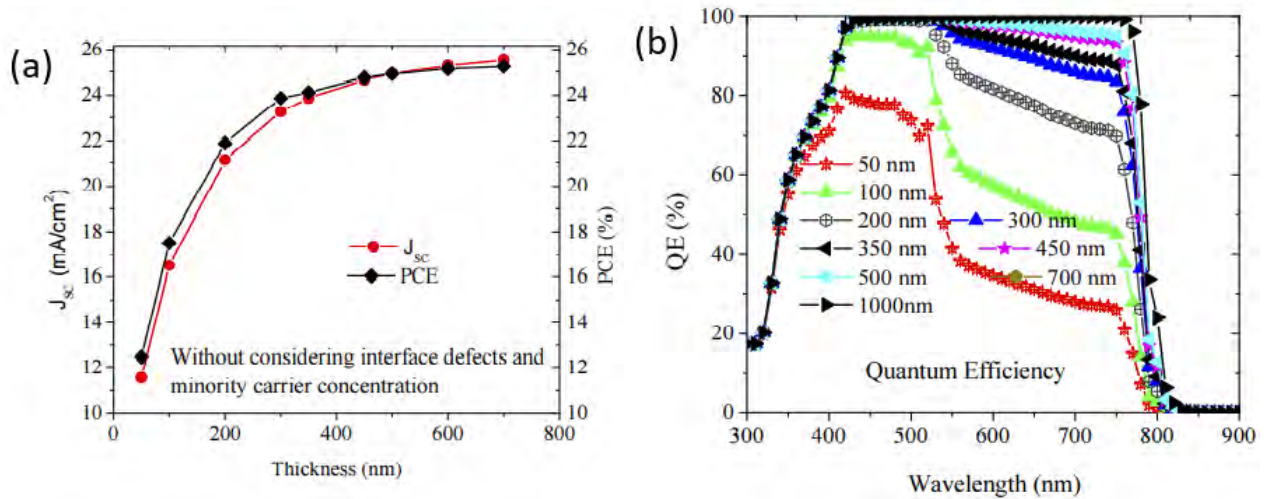 (a)
26
24
22
20
18
16
14
12
10
J_SC (mA/cm²)
26
24
22
20
18
16
14
12
10
PCE (%)
J_SC
PCE
Without considering interface defects and
minority carrier concentration
0 200 400 600 800
Thickness (nm)
(b)
100
80
60
40
20
0
QE (%)
50 nm
100 nm
200 nm 300 nm
350 nm 450 nm
500 nm 700 nm
1000nm
Quantum Efficiency
300 400 500 600 700 800 900
Wavelength (nm)